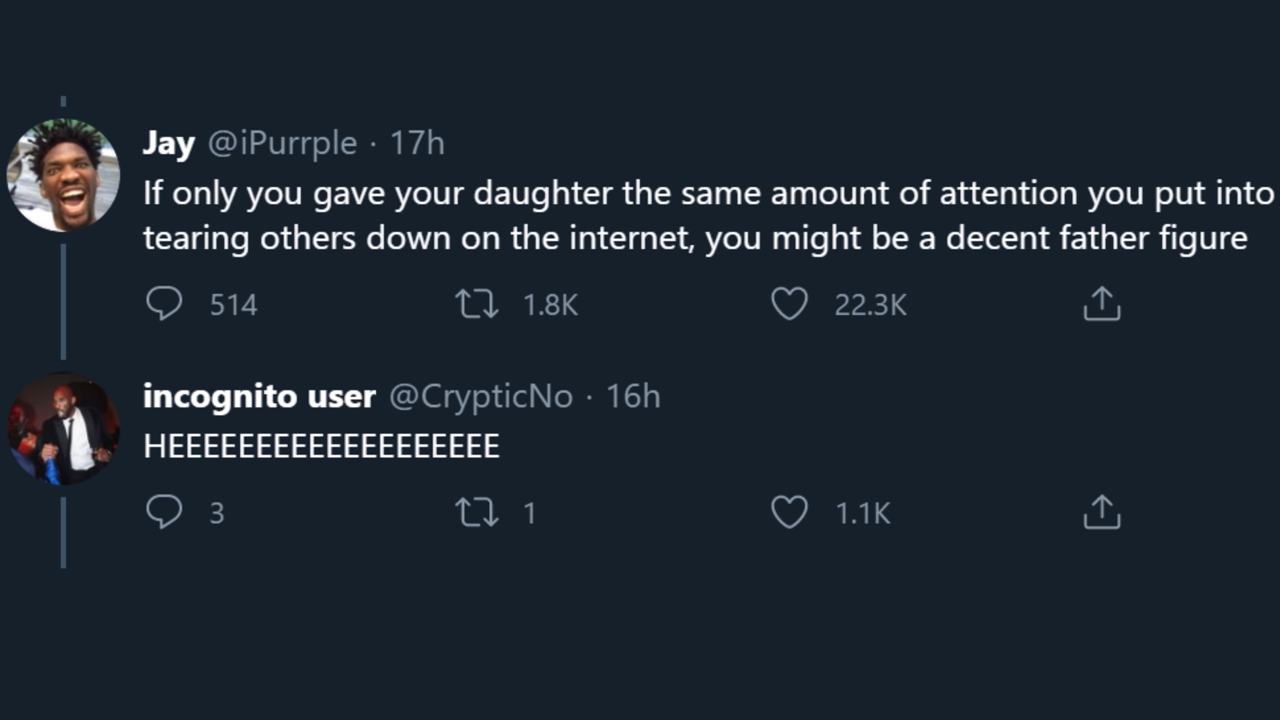 Jay @iPurrple · 17h
If only you gave your daughter the same amount of attention you put into
tearing others down on the internet, you might be a decent father figure
514 1.8K 22.3K
incognito user @CrypticNo · 16h
HEEEEEEEEEEEEEEEEEEE
3 1 1.1K